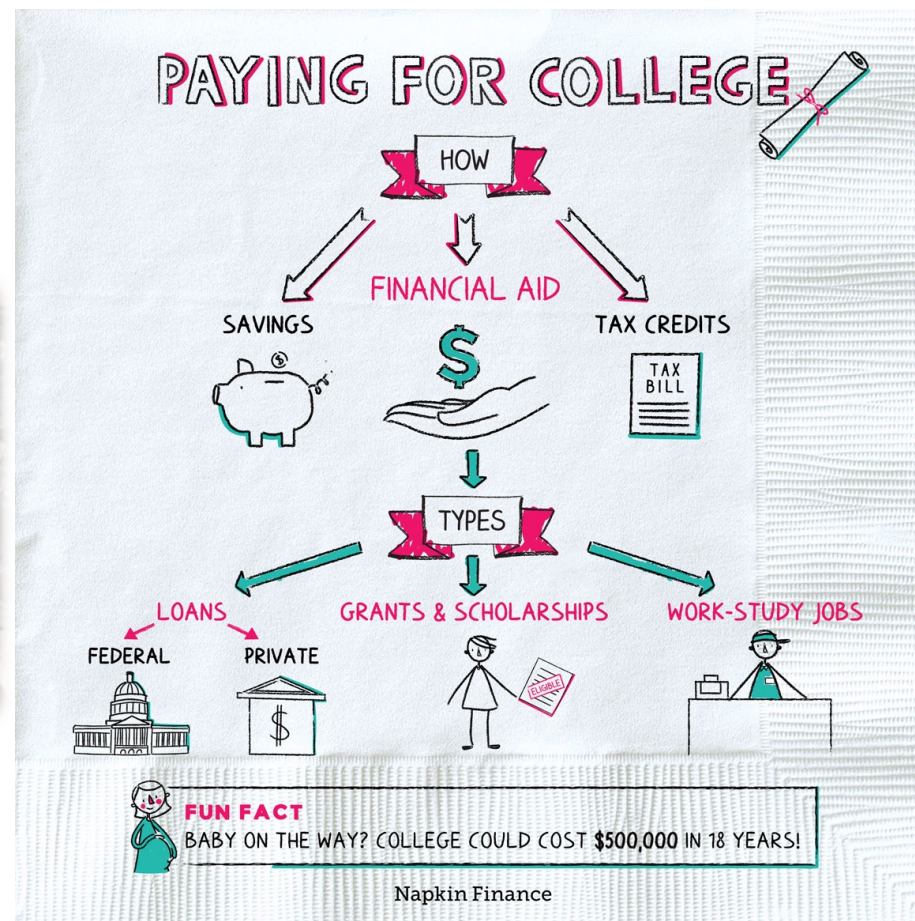 PAYING FOR COLLEGE
HOW
FINANCIAL AID
SAVINGS
TAX CREDITS
$
$
TAX
BILL
TYPES
LOANS
GRANTS & SCHOLARSHIPS
WORK-STUDY JOBS
FEDERAL
PRIVATE
ELIGIBLE
$
FUN FACT
BABY ON THE WAY? COLLEGE COULD COST $500,000 IN 18 YEARS!
Napkin Finance